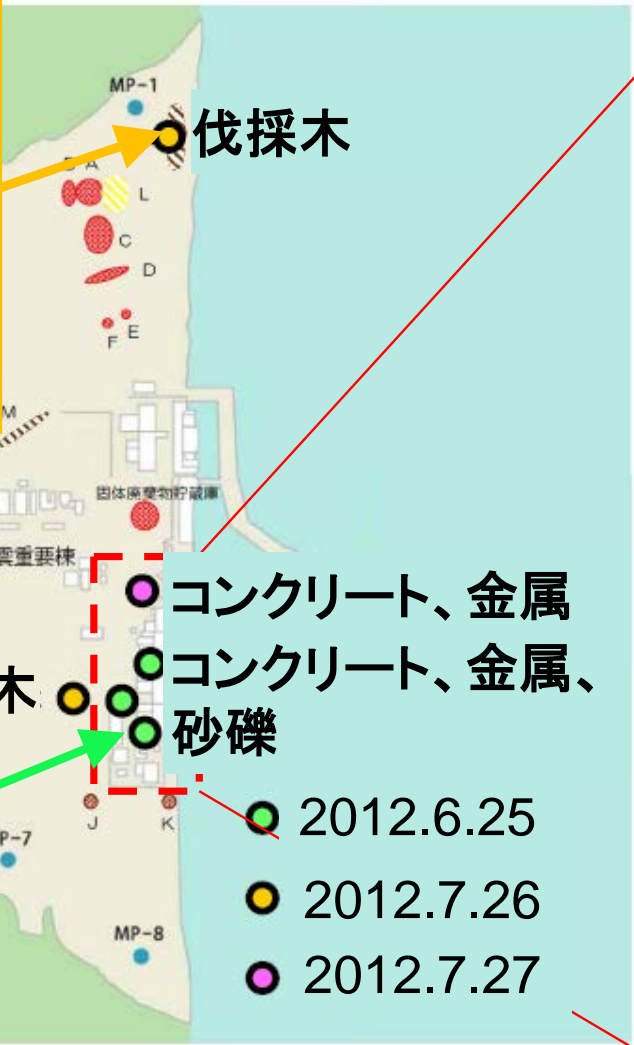 MP-1
伐採木
A
L
C
D
E
F
M
固体廃棄物貯蔵庫
重要棟
コンクリート、金属
コンクリート、金属、
砂礫
木
J
K
2012.6.25
P-7
2012.7.26
MP-8
2012.7.27